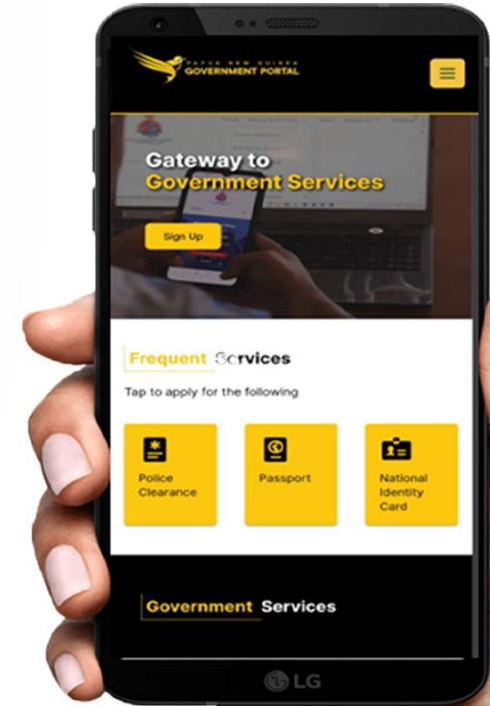 PAPUA NEW GUINEA
GOVERNMENT PORTAL
Gateway to
Government Services
Sign Up
Frequent Services
Tap to apply for the following
Police
Clearance
Passport
National
Identity
Card
Government Services
LG